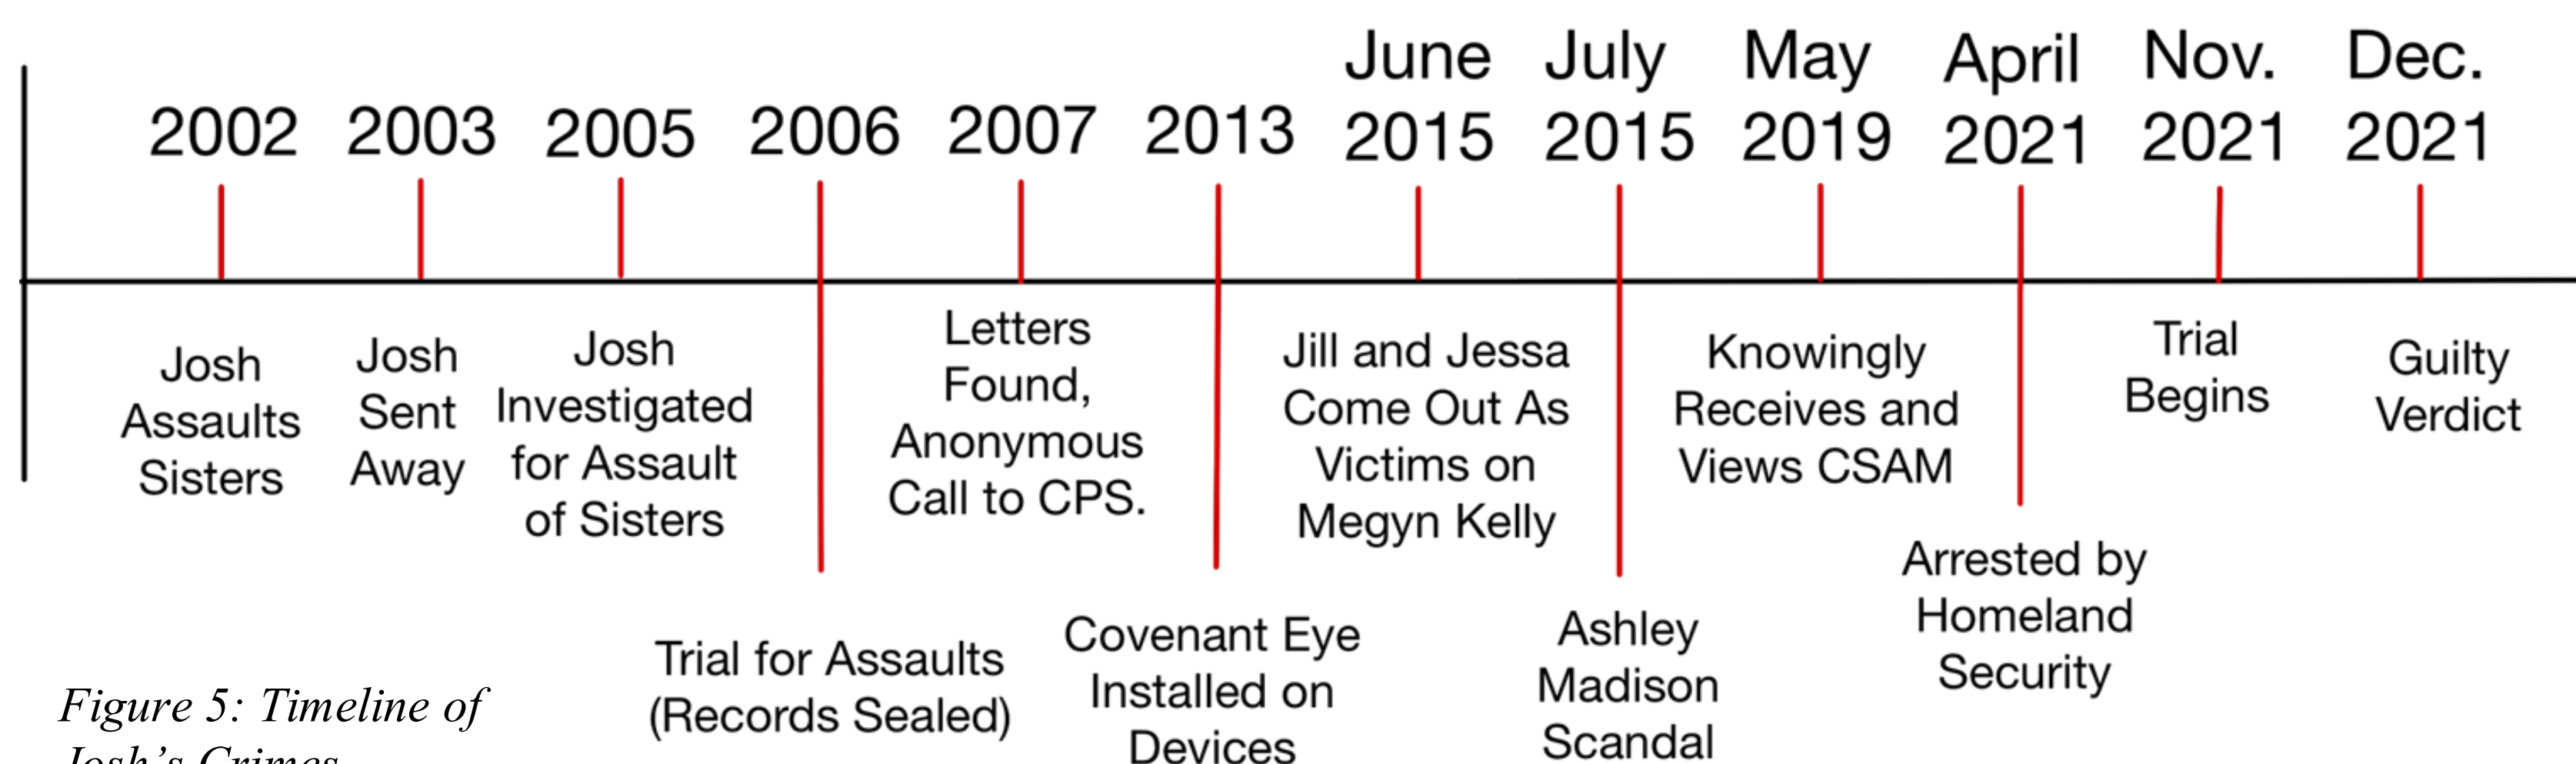 June July May April Nov. Dec.
2002 2003 2005 2006 2007 2013 2015 2015 2019 2021 2021 2021
Josh
Assaults
Sisters
Josh
Sent
Away
Josh
Investigated
for Assault
of Sisters
Trial for Assaults
(Records Sealed)
Letters
Found,
Anonymous
Call to CPS.
Covenant Eye
Installed on
Devices
Jill and Jessa
Come Out As
Victims on
Megyn Kelly
Ashley
Madison
Scandal
Knowingly
Receives and
Views CSAM
Arrested by
Homeland
Security
Trial
Begins
Guilty
Verdict
Figure 5: Timeline of
Josh’s Crimes